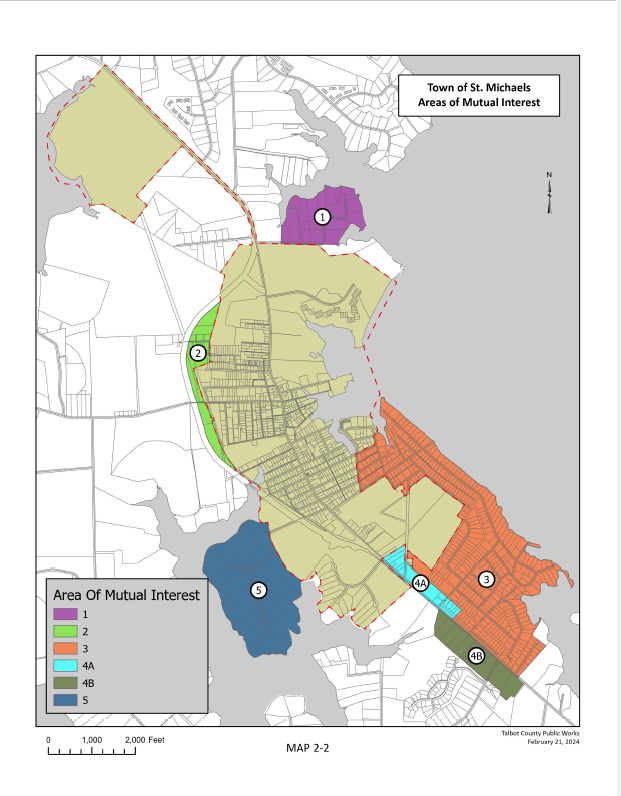 Town of St. Michaels
Areas of Mutual Interest
N
1
2
3
4A
5
4B
Area Of Mutual Interest
1
2
3
4A
4B
5
0 1,000 2,000 Feet
MAP 2-2
Talbot County Public Works
February 21, 2024